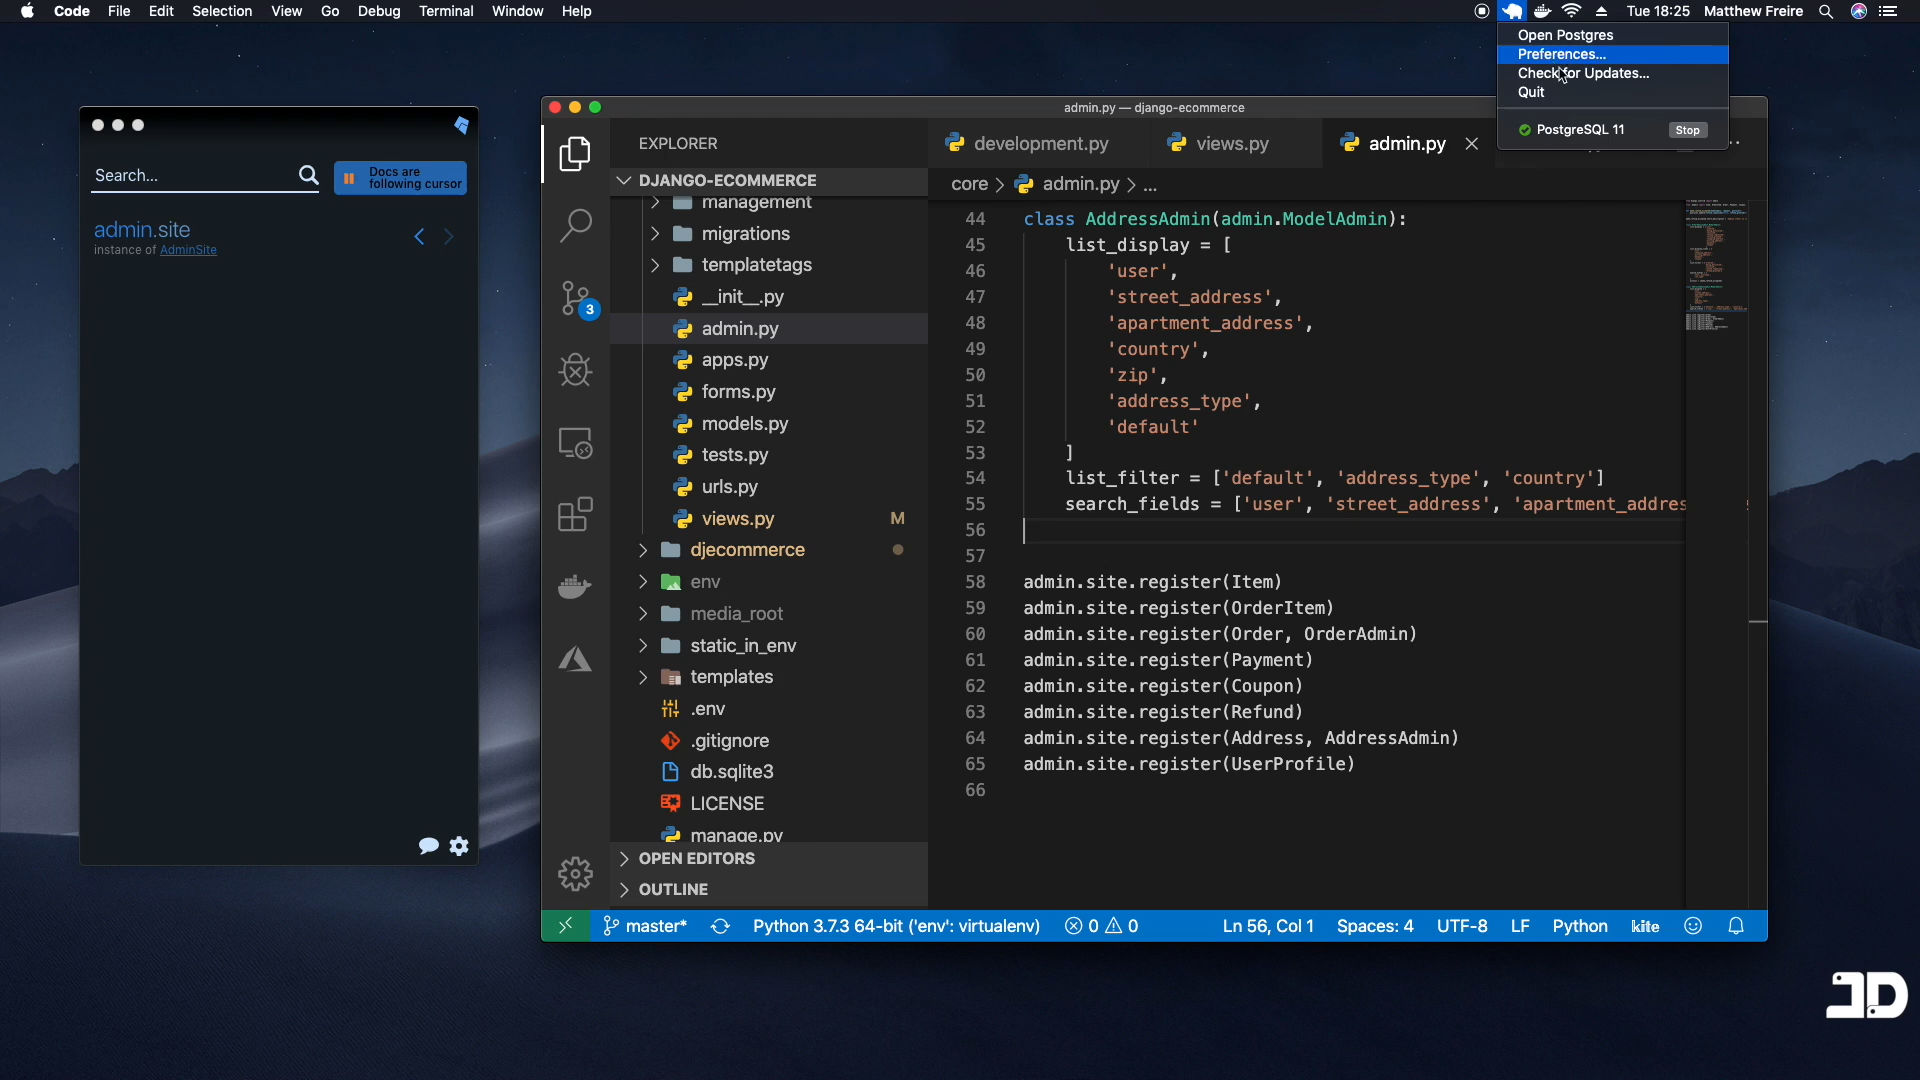 Code File Edit Selection View Go Debug Terminal Window Help
Tue 18:25 Matthew Freire
Open Postgres
Preferences...
Check for Updates...
Quit
PostgreSQL 11 Stop
Search...
Docs are
following cursor
admin.site
instance of AdminSite
admin.py — django-ecommerce
EXPLORER
DJANGO-ECOMMERCE
management
migrations
templatetags
__init__.py
admin.py
apps.py
forms.py
models.py
tests.py
urls.py
views.py M
djecommerce
env
media_root
static_in_env
templates
.env
.gitignore
db.sqlite3
LICENSE
manage.py
OPEN EDITORS
OUTLINE
3
development.py views.py admin.py
core > admin.py > ...
44 class AddressAdmin(admin.ModelAdmin):
45 list_display = [
46 'user',
47 'street_address',
48 'apartment_address',
49 'country',
50 'zip',
51 'address_type',
52 'default'
53 ]
54 list_filter = ['default', 'address_type', 'country']
55 search_fields = ['user', 'street_address', 'apartment_addres
56
57
58 admin.site.register(Item)
59 admin.site.register(OrderItem)
60 admin.site.register(Order, OrderAdmin)
61 admin.site.register(Payment)
62 admin.site.register(Coupon)
63 admin.site.register(Refund)
64 admin.site.register(Address, AddressAdmin)
65 admin.site.register(UserProfile)
66
master* Python 3.7.3 64-bit ('env': virtualenv) 0 0 Ln 56, Col 1 Spaces: 4 UTF-8 LF Python kite
JD